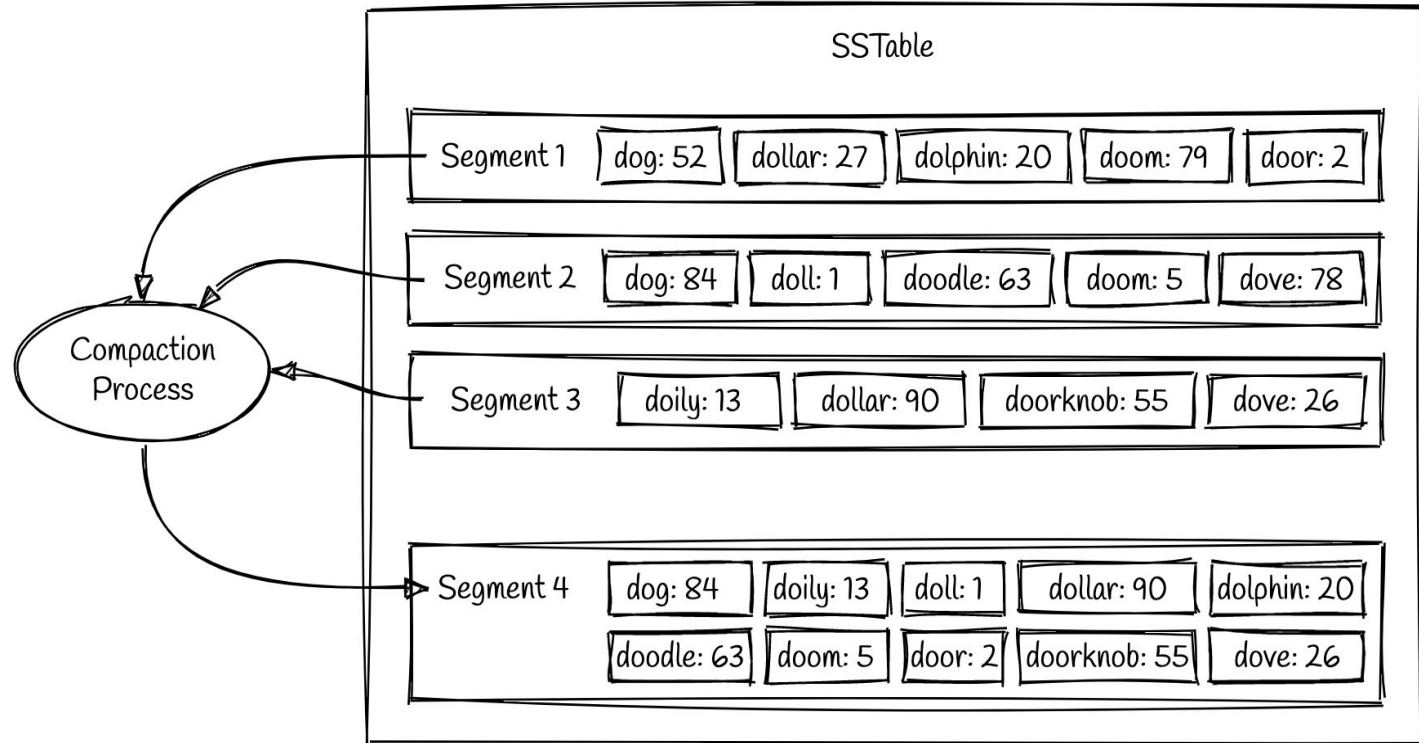 SSTable
Segment 1 dog: 52 dollar: 27 dolphin: 20 doom: 79 door: 2
Segment 2 dog: 84 doll: 1 doodle: 63 doom: 5 dove: 78
Compaction
Process
Segment 3 doily: 13 dollar: 90 doorknob: 55 dove: 26
Segment 4 dog: 84 doily: 13 doll: 1 dollar: 90 dolphin: 20
doodle: 63 doom: 5 door: 2 doorknob: 55 dove: 26